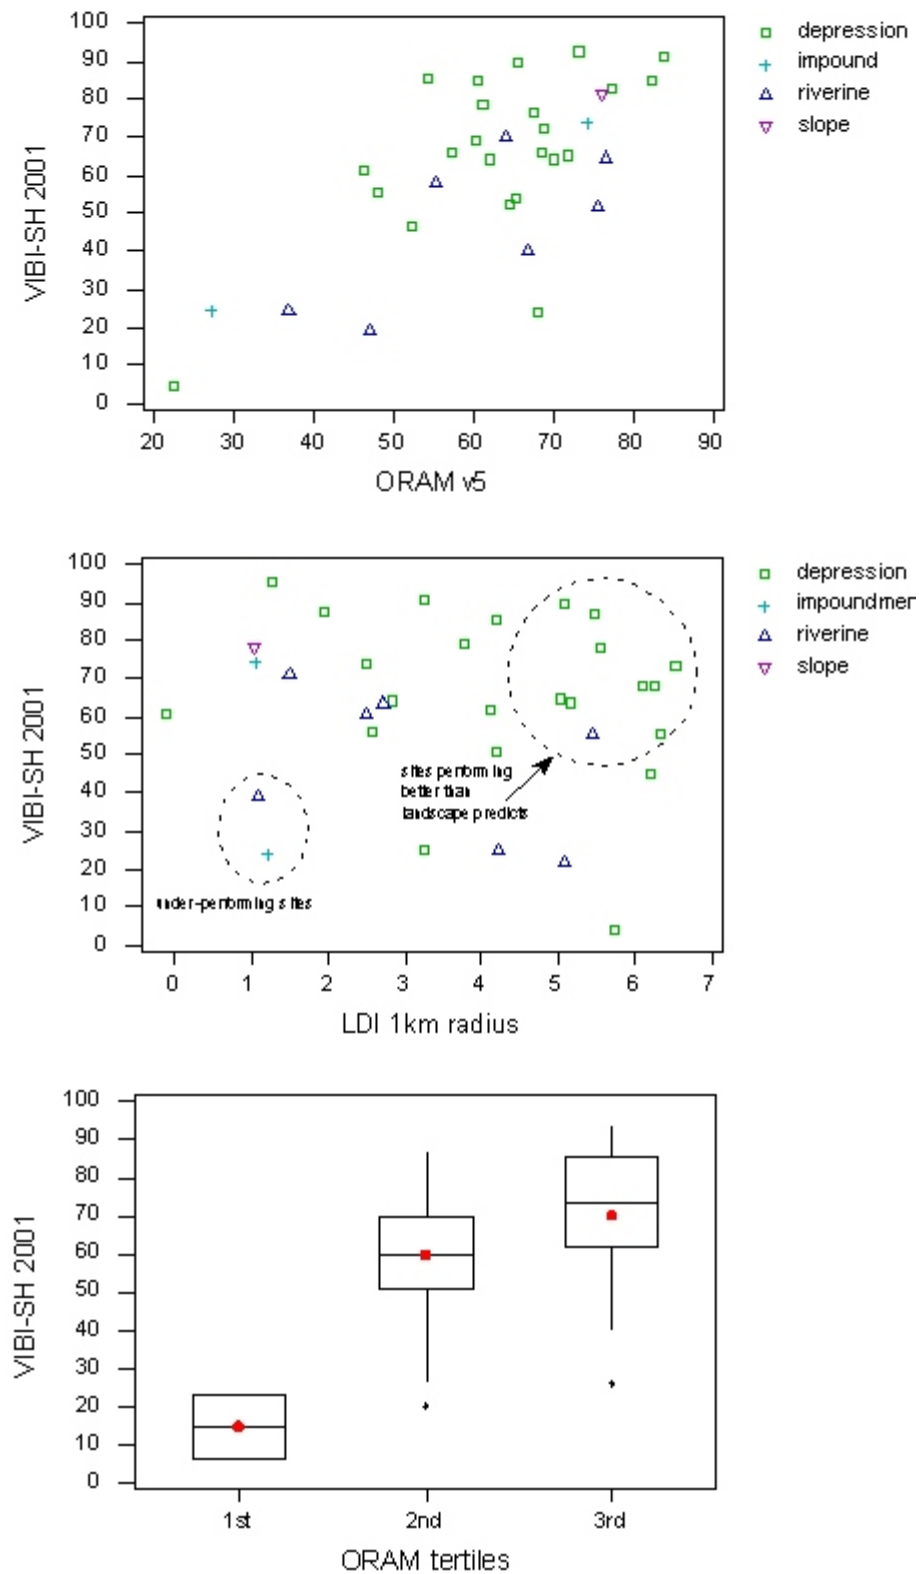 100
90
80
70
60
50
40
30
20
10
0
VIBI-SH 2001
20 30 40 50 60 70 80 90
ORAM v5
depression
impound
riverine
slope
100
90
80
70
60
50
40
30
20
10
0
VIBI-SH 2001
sites performing
better than
landscape predicts
under-performing sites
0 1 2 3 4 5 6 7
LDI 1km radius
depression
impoundmen
riverine
slope
100
90
80
70
60
50
40
30
20
10
0
VIBI-SH 2001
1st 2nd 3rd
ORAM tertiles